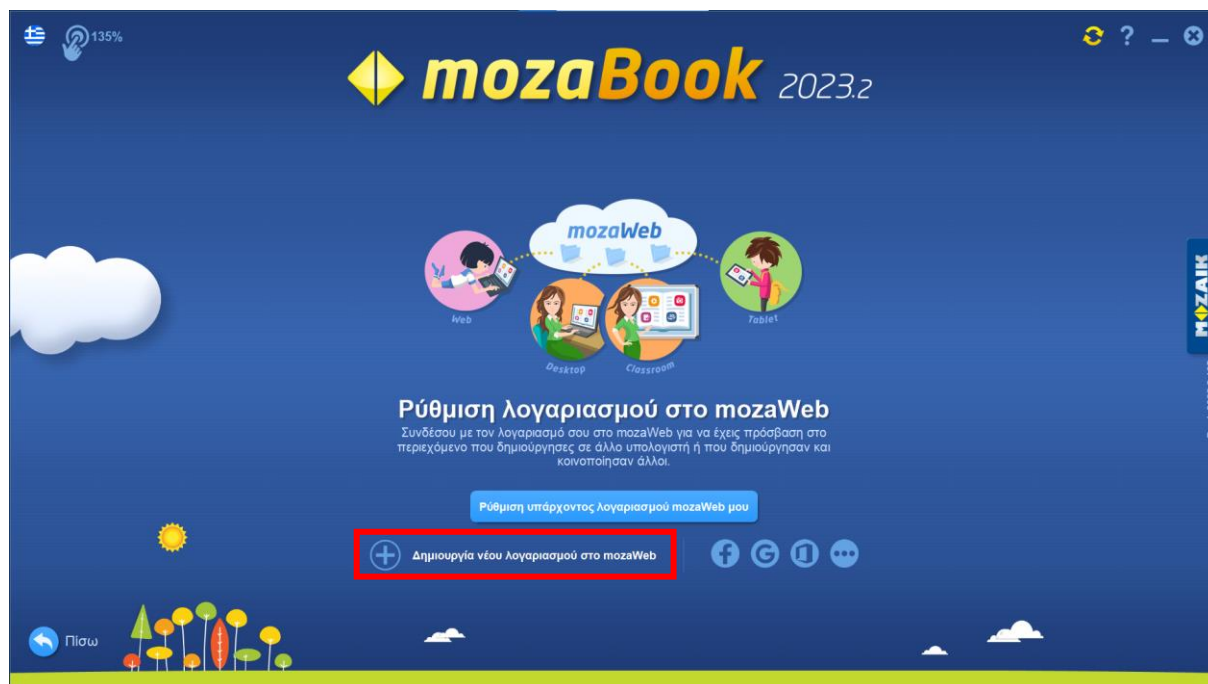 135%
?
mozaBook 2023.2
mozaWeb
Web
Tablet
Desktop
Classroom
MOZAIK
Ρύθμιση λογαριασμού στο mozaWeb
Συνδέσου με τον λογαριασμό σου στο mozaWeb για να έχεις πρόσβαση στο
περιεχόμενο που δημιούργησες σε άλλο υπολογιστή ή που δημιούργησαν και
κοινοποίησαν άλλοι.
Ρύθμιση υπάρχοντος λογαριασμού mozaWeb μου
Δημιουργία νέου λογαριασμού στο mozaWeb
Πίσω